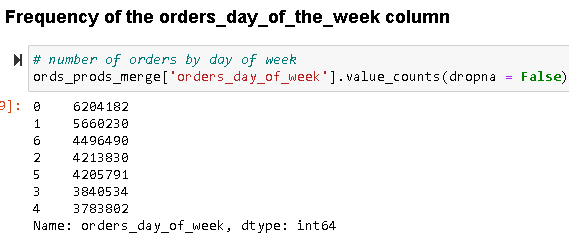 Frequency of the orders_day_of_the_week column
# number of orders by day of week
ords_prods_merge['orders_day_of_week'].value_counts(dropna = False)
9]: 0    6204182
1    5660230
6    4496490
2    4213830
5    4205791
3    3840534
4    3783802
Name: orders_day_of_week, dtype: int64